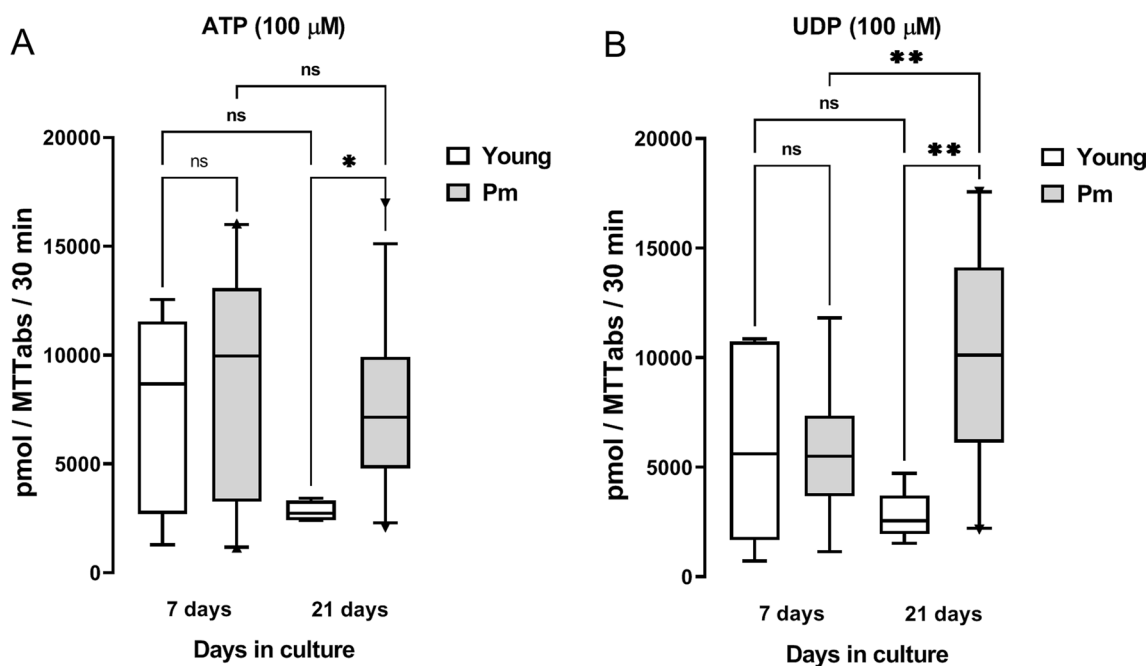 A
ATP (100 μM)
ns
ns
ns
*
Young
Pm
20000
15000
10000
5000
0
pmol / MTTabs / 30 min
7 days
21 days
Days in culture
B
UDP (100 μM)
**
ns
ns
**
Young
Pm
20000
15000
10000
5000
0
pmol / MTTabs / 30 min
7 days
21 days
Days in culture